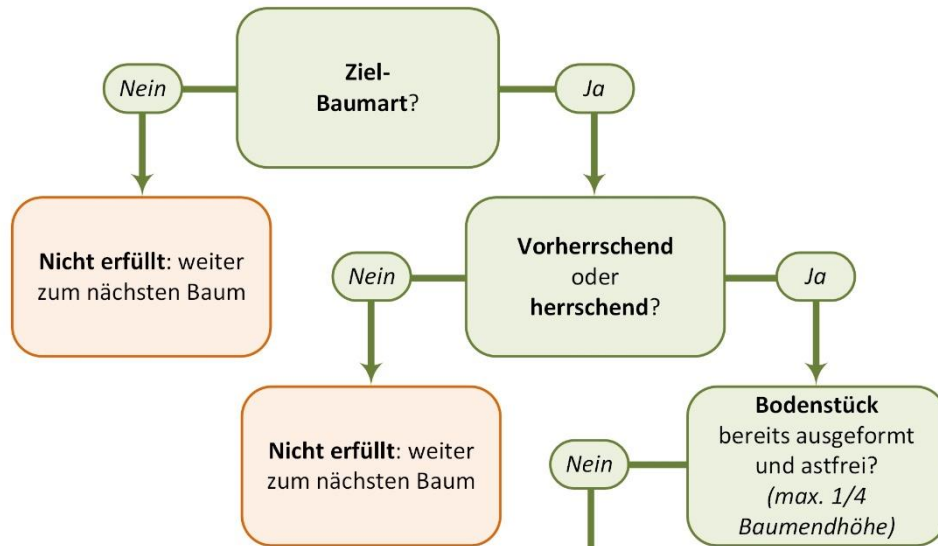 Ziel-
Baumart?
Nein
Ja
Nicht erfüllt: weiter
zum nächsten Baum
Vorherrschend
oder
herrschend?
Nein
Ja
Nicht erfüllt: weiter
zum nächsten Baum
Bodenstück
bereits ausgeformt
und astfrei?
(max. 1/4
Baumendhöhe)
Nein